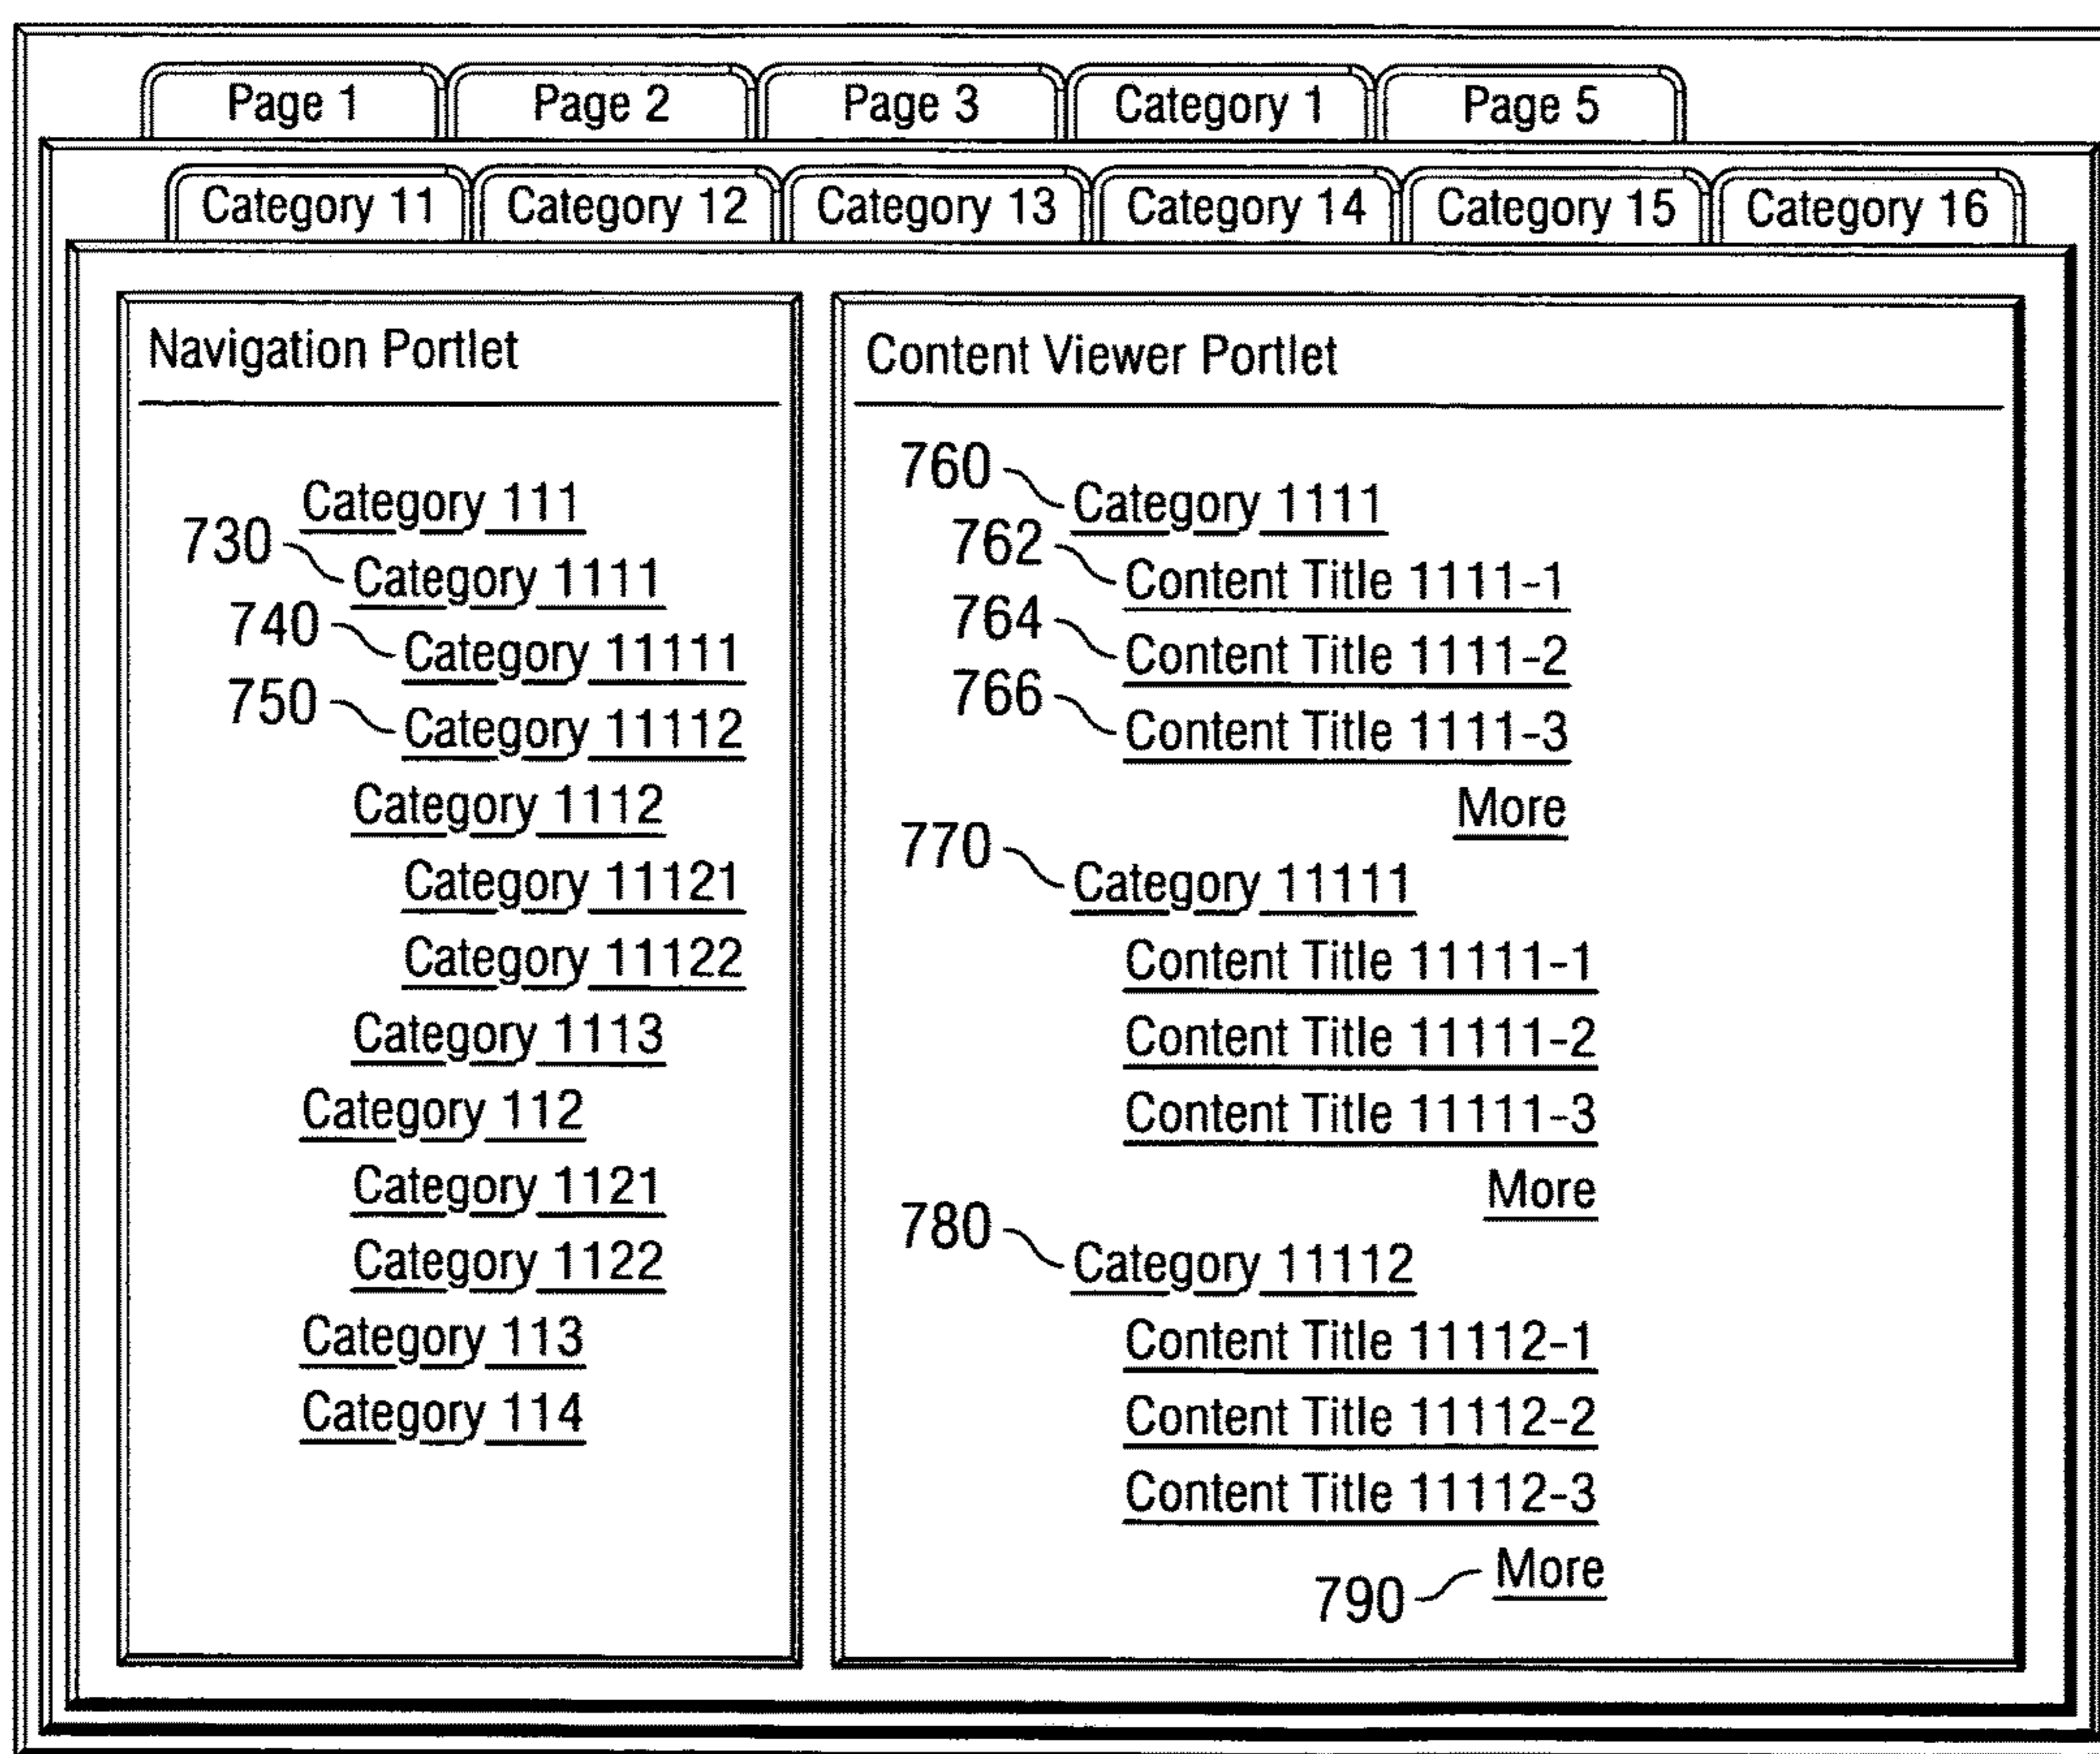 Page 1 Page 2 Page 3 Category 1 Page 5
Category 11 Category 12 Category 13 Category 14 Category 15 Category 16
Navigation Portlet
Category 111
730 Category 1111
740 Category 11111
750 Category 11112
Category 1112
Category 11121
Category 11122
Category 1113
Category 112
Category 1121
Category 1122
Category 113
Category 114
Content Viewer Portlet
760 Category 1111
762 Content Title 1111-1
764 Content Title 1111-2
766 Content Title 1111-3
More
770 Category 11111
Content Title 11111-1
Content Title 11111-2
Content Title 11111-3
More
780 Category 11112
Content Title 11112-1
Content Title 11112-2
Content Title 11112-3
790 More